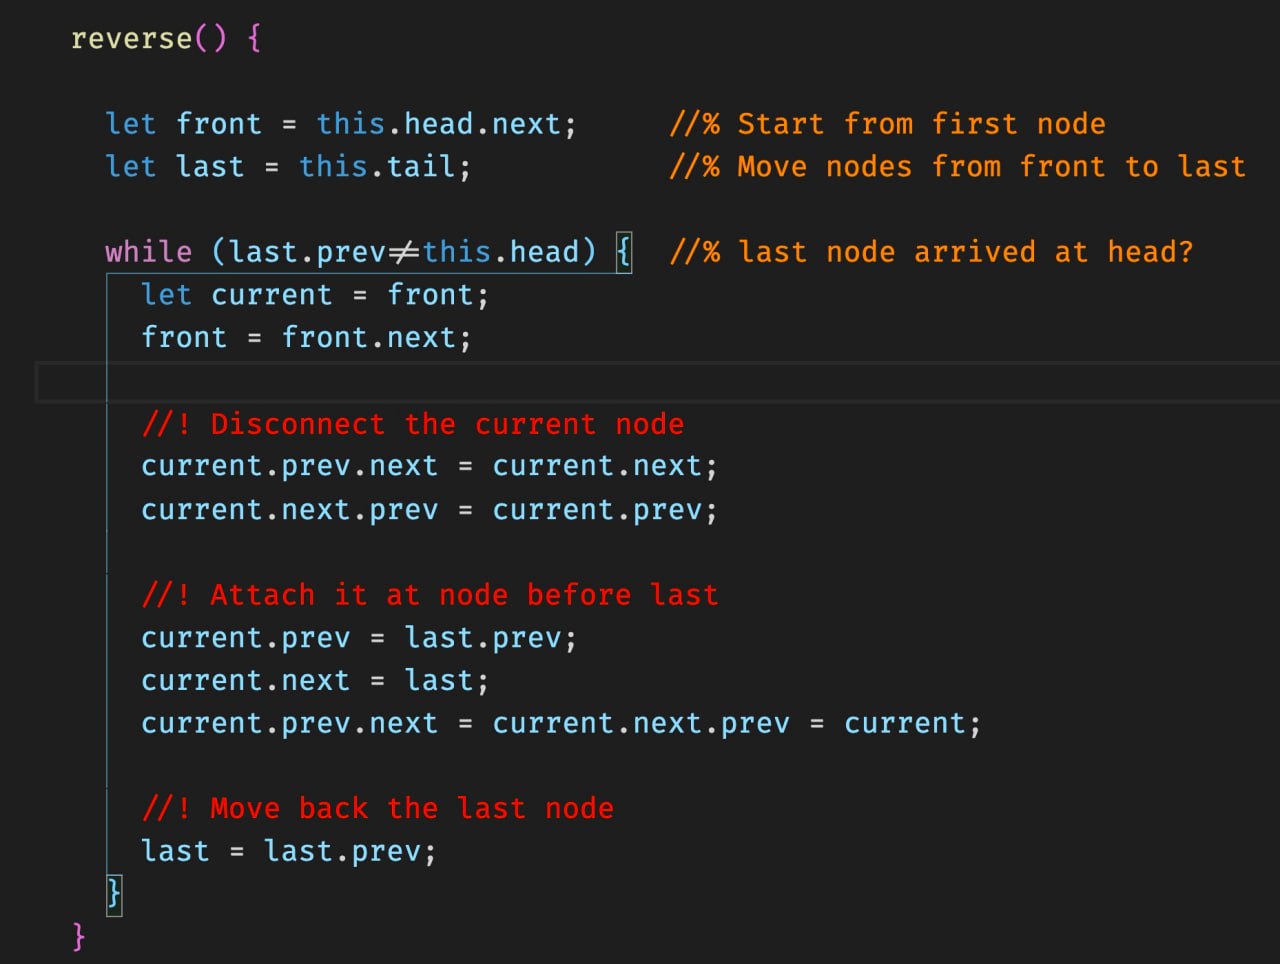 reverse() {
let front = this.head.next; //% Start from first node
let last = this.tail; //% Move nodes from front to last
while (last.prev≠this.head) { //% last node arrived at head?
let current = front;
front = front.next;
//! Disconnect the current node
current.prev.next = current.next;
current.next.prev = current.prev;
//! Attach it at node before last
current.prev = last.prev;
current.next = last;
current.prev.next = current.next.prev = current;
//! Move back the last node
last = last.prev;
}
}